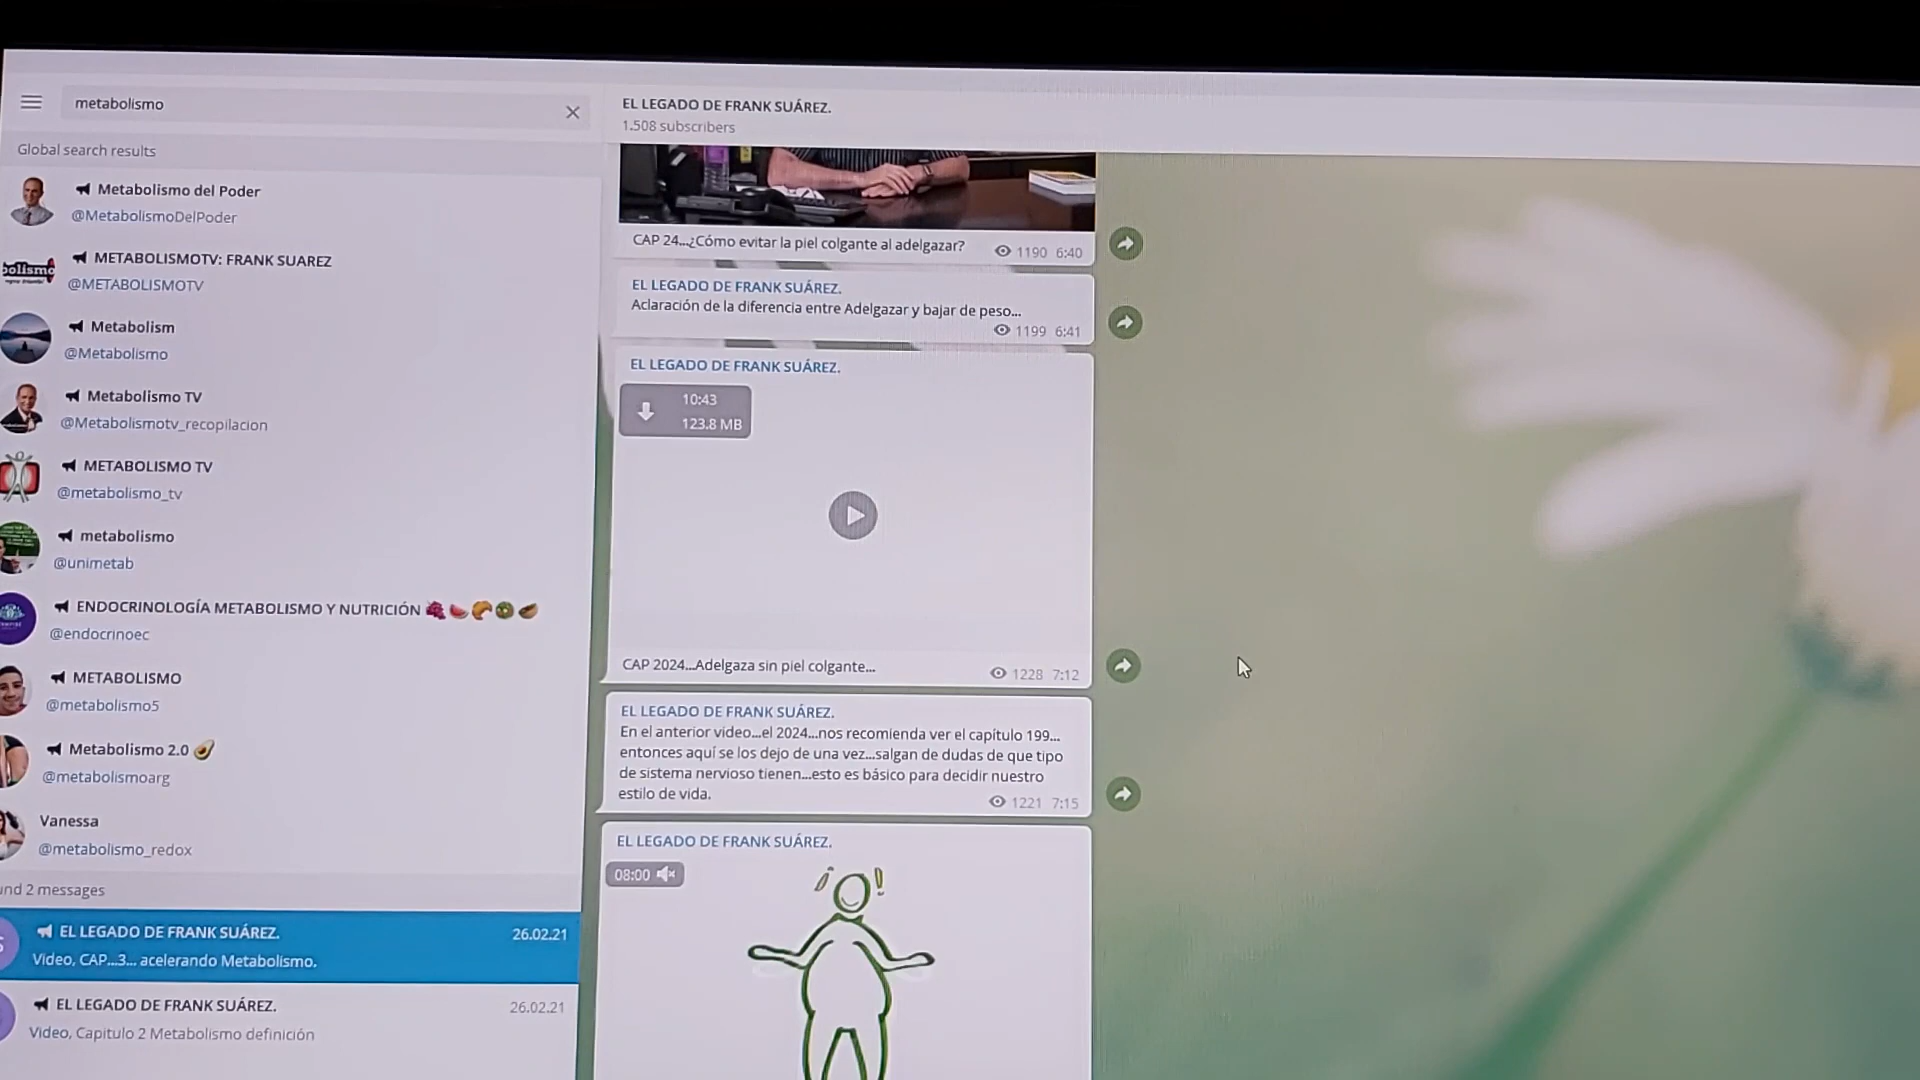 metabolismo
Global search results
Metabolismo del Poder
@MetabolismoDelPoder
METABOLISMOTV: FRANK SUAREZ
@METABOLISMOTV
Metabolism
@Metabolismo
Metabolismo TV
@Metabolismotv_recopilacion
METABOLISMO TV
@metabolismo_tv
metabolismo
@unimetab
ENDOCRINOLOGÍA METABOLISMO Y NUTRICIÓN
@endocrinoec
METABOLISMO
@metabolismo5
Metabolismo 2.0
@metabolismoarg
Vanessa
@metabolismo_redox
und 2 messages
EL LEGADO DE FRANK SUÁREZ. 26.02.21
Video, CAP...3... acelerando Metabolismo.
EL LEGADO DE FRANK SUÁREZ. 26.02.21
Video, Capitulo 2 Metabolismo definición
EL LEGADO DE FRANK SUÁREZ.
1.508 subscribers
CAP 24...¿Cómo evitar la piel colgante al adelgazar? 1190 6:40
EL LEGADO DE FRANK SUÁREZ.
Aclaración de la diferencia entre Adelgazar y bajar de peso...
1199 6:41
EL LEGADO DE FRANK SUÁREZ.
10:43
123.8 MB
CAP 2024...Adelgaza sin piel colgante... 1228 7:12
EL LEGADO DE FRANK SUÁREZ.
En el anterior video...el 2024...nos recomienda ver el capítulo 199...
entonces aquí se los dejo de una vez...salgan de dudas de que tipo
de sistema nervioso tienen...esto es básico para decidir nuestro
estilo de vida. 1221 7:15
EL LEGADO DE FRANK SUÁREZ.
08:00